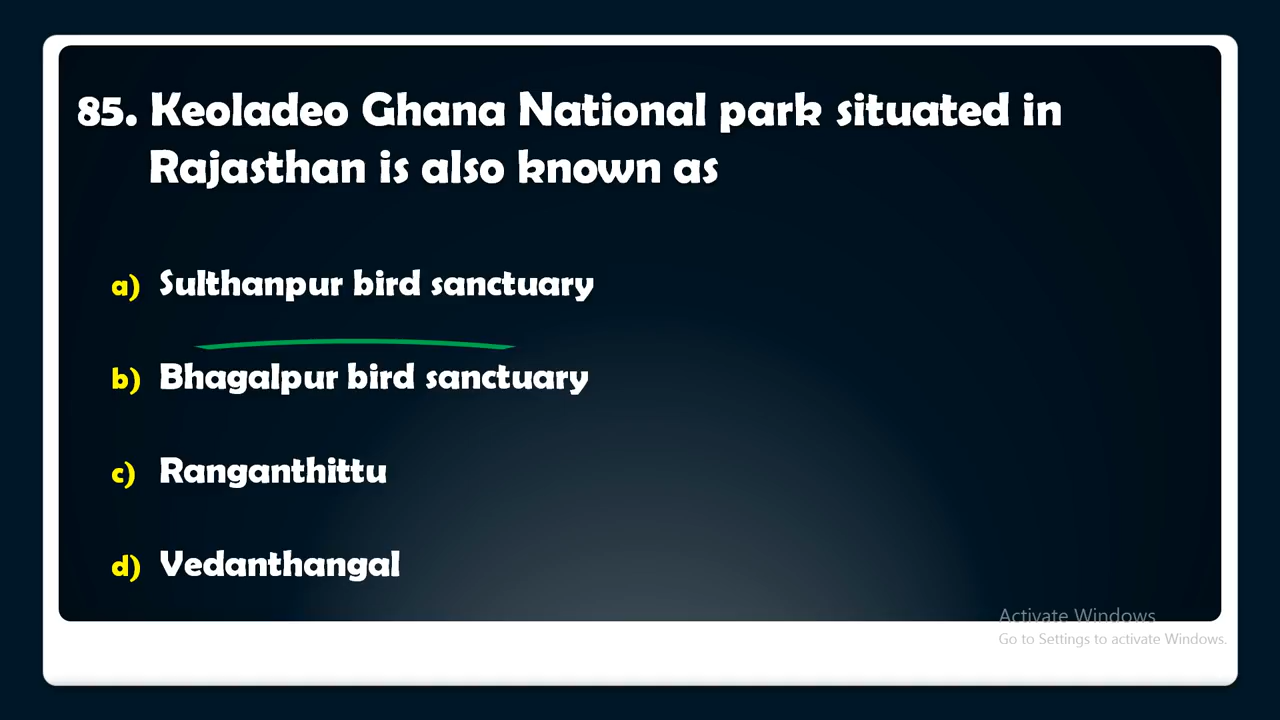 85. Keoladeo Ghana National park situated in
Rajasthan is also known as
a) Sulthanpur bird sanctuary
b) Bhagalpur bird sanctuary
c) Ranganthittu
d) Vedanthangal
Activate Windows
Go to Settings to activate Windows.